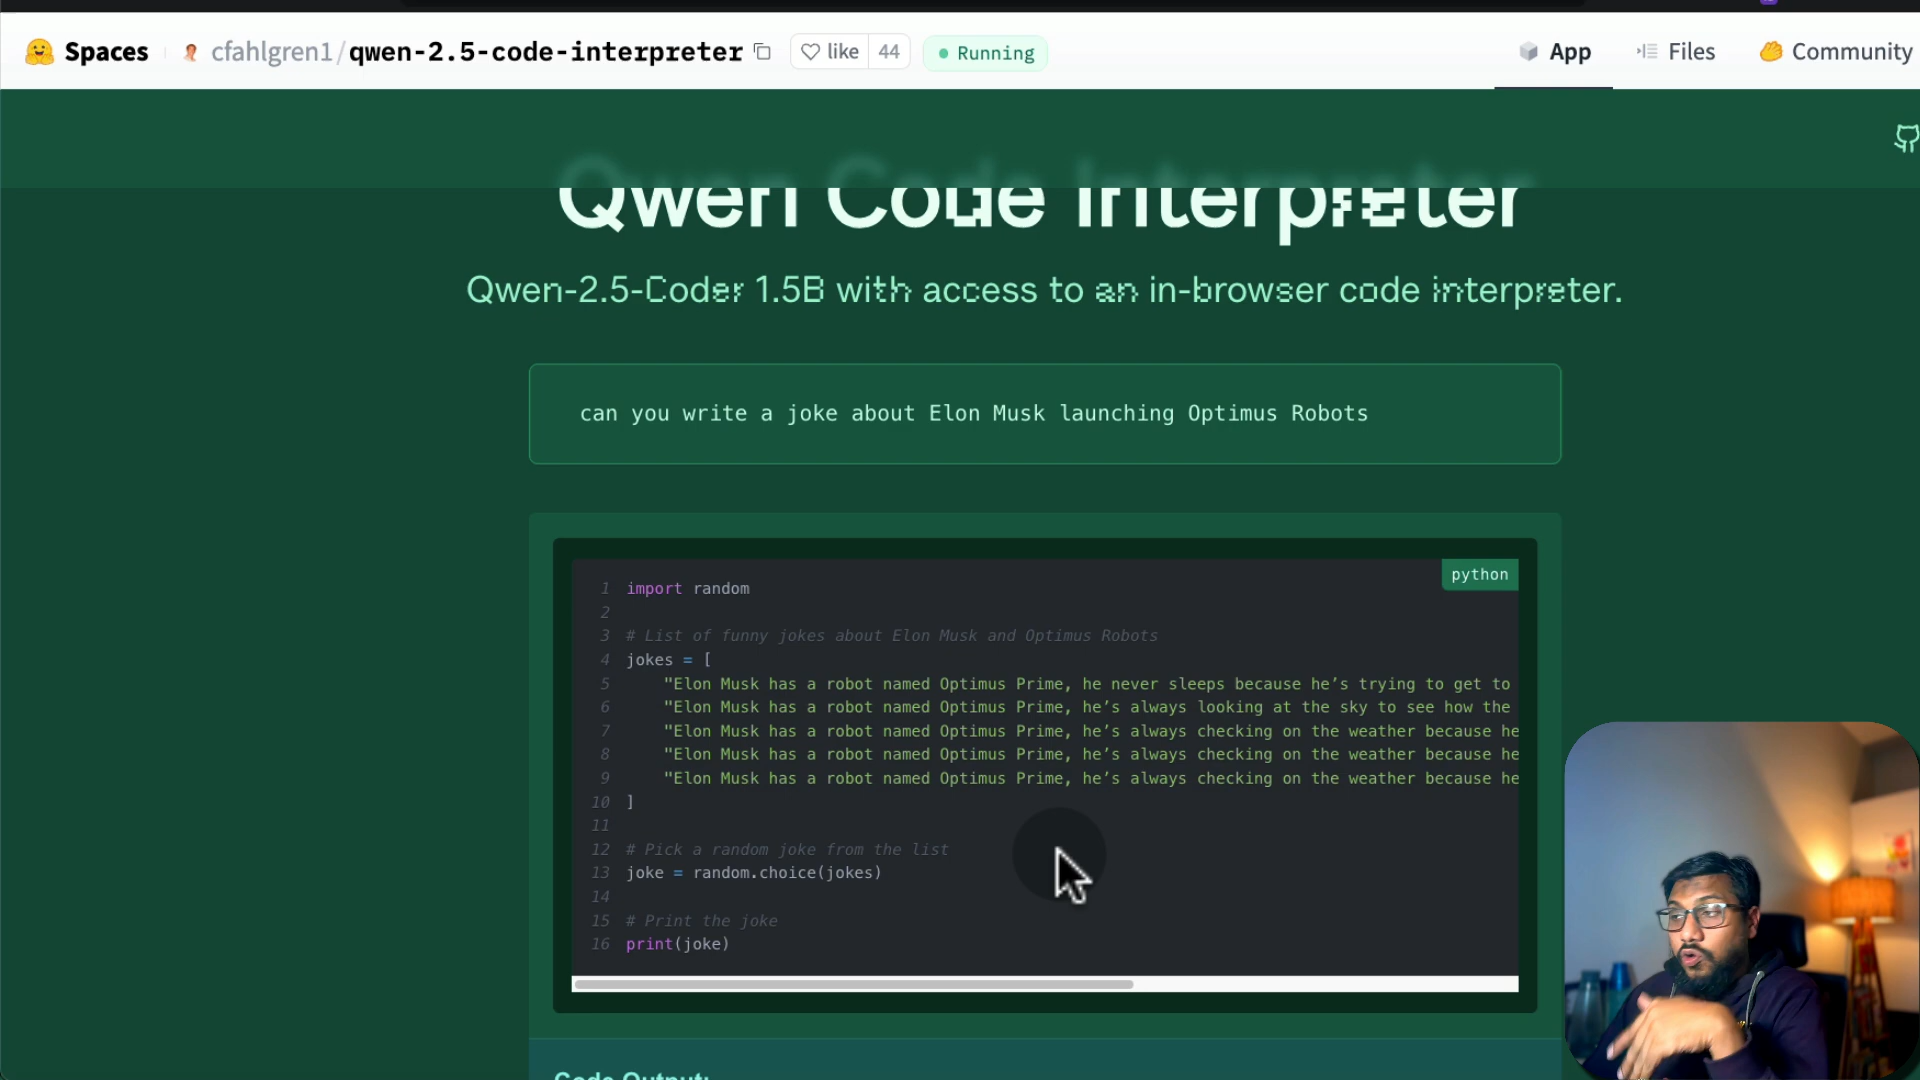 Spaces
cfahlgren1/qwen-2.5-code-interpreter
like 44
Running
App
Files
Community
Qwen Code Interpreter
Qwen-2.5-Coder 1.5B with access to an in-browser code interpreter.
can you write a joke about Elon Musk launching Optimus Robots
python
1 import random
2
3 # List of funny jokes about Elon Musk and Optimus Robots
4 jokes = [
5 "Elon Musk has a robot named Optimus Prime, he never sleeps because he’s trying to get to
6 "Elon Musk has a robot named Optimus Prime, he’s always looking at the sky to see how the
7 "Elon Musk has a robot named Optimus Prime, he’s always checking on the weather because he
8 "Elon Musk has a robot named Optimus Prime, he’s always checking on the weather because he
9 "Elon Musk has a robot named Optimus Prime, he’s always checking on the weather because he
10 ]
11
12 # Pick a random joke from the list
13 joke = random.choice(jokes)
14
15 # Print the joke
16 print(joke)
Code Output: